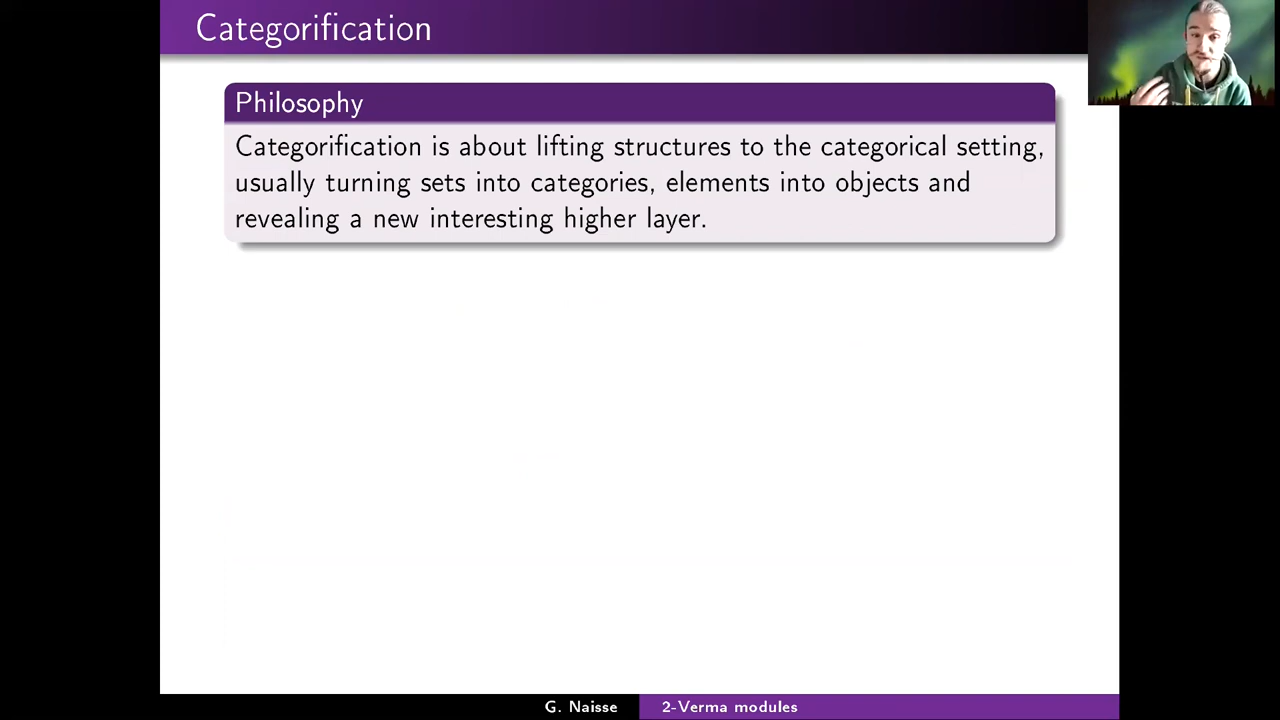 Categorification
Philosophy
Categorification is about lifting structures to the categorical setting,
usually turning sets into categories, elements into objects and
revealing a new interesting higher layer.
G. Naisse
2-Verma modules